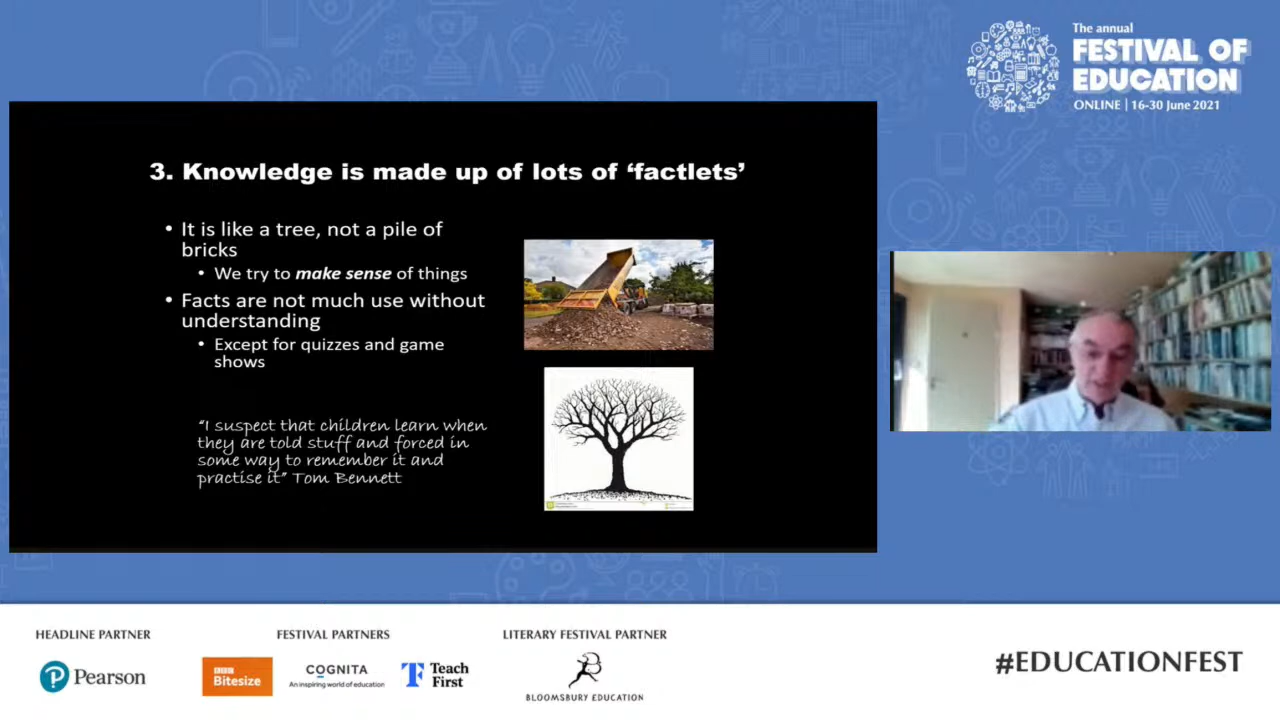 The annual
FESTIVAL OF
EDUCATION
ONLINE | 16-30 June 2021
3. Knowledge is made up of lots of ‘factlets’
• It is like a tree, not a pile of
bricks
• We try to make sense of things
• Facts are not much use without
understanding
• Except for quizzes and game
shows
“I suspect that children learn when
they are told stuff and forced in
some way to remember it and
practise it” Tom Bennett
HEADLINE PARTNER
FESTIVAL PARTNERS
LITERARY FESTIVAL PARTNER
Pearson
BBC
Bitesize
COGNITA
An inspiring world of education
Teach
First
BLOOMSBURY EDUCATION
#EDUCATIONFEST